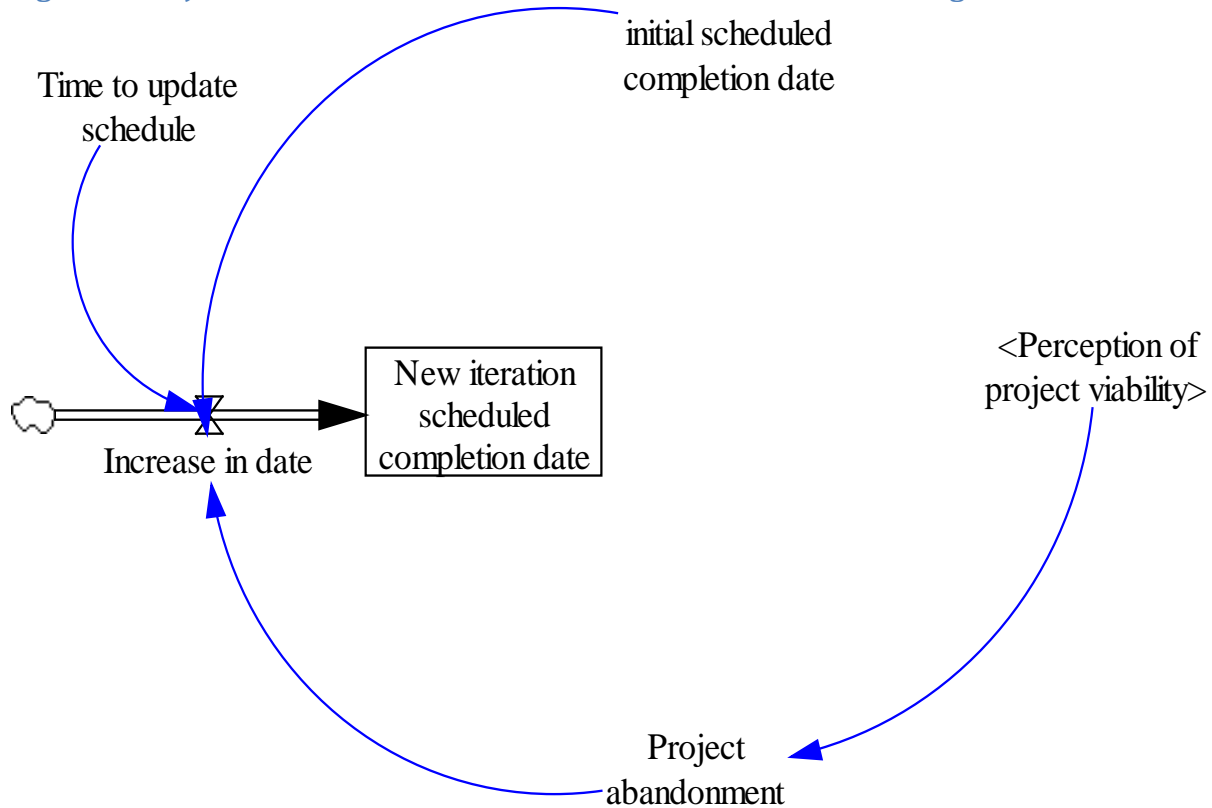 initial scheduled
completion date
Time to update
schedule
<Perception of
project viability>
New iteration
scheduled
completion date
Increase in date
Project
abandonment